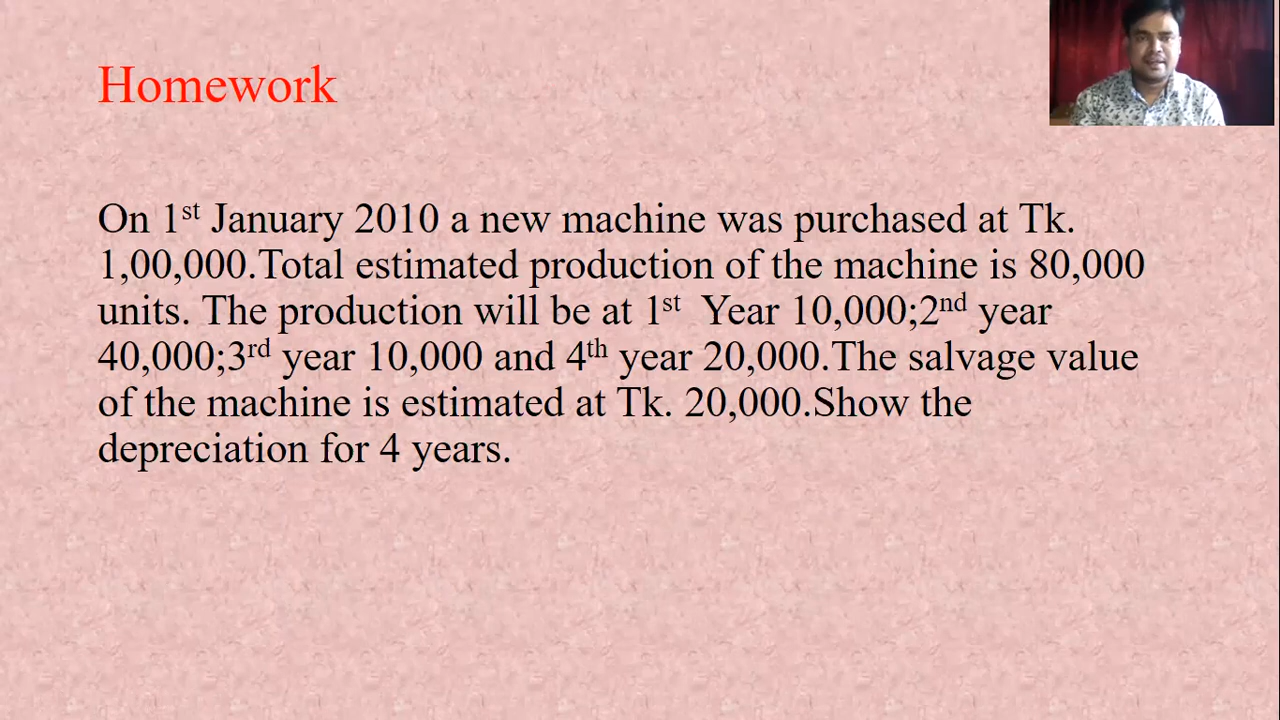 Homework
On 1st January 2010 a new machine was purchased at Tk.
1,00,000.Total estimated production of the machine is 80,000
units. The production will be at 1st Year 10,000;2nd year
40,000;3rd year 10,000 and 4th year 20,000.The salvage value
of the machine is estimated at Tk. 20,000.Show the
depreciation for 4 years.